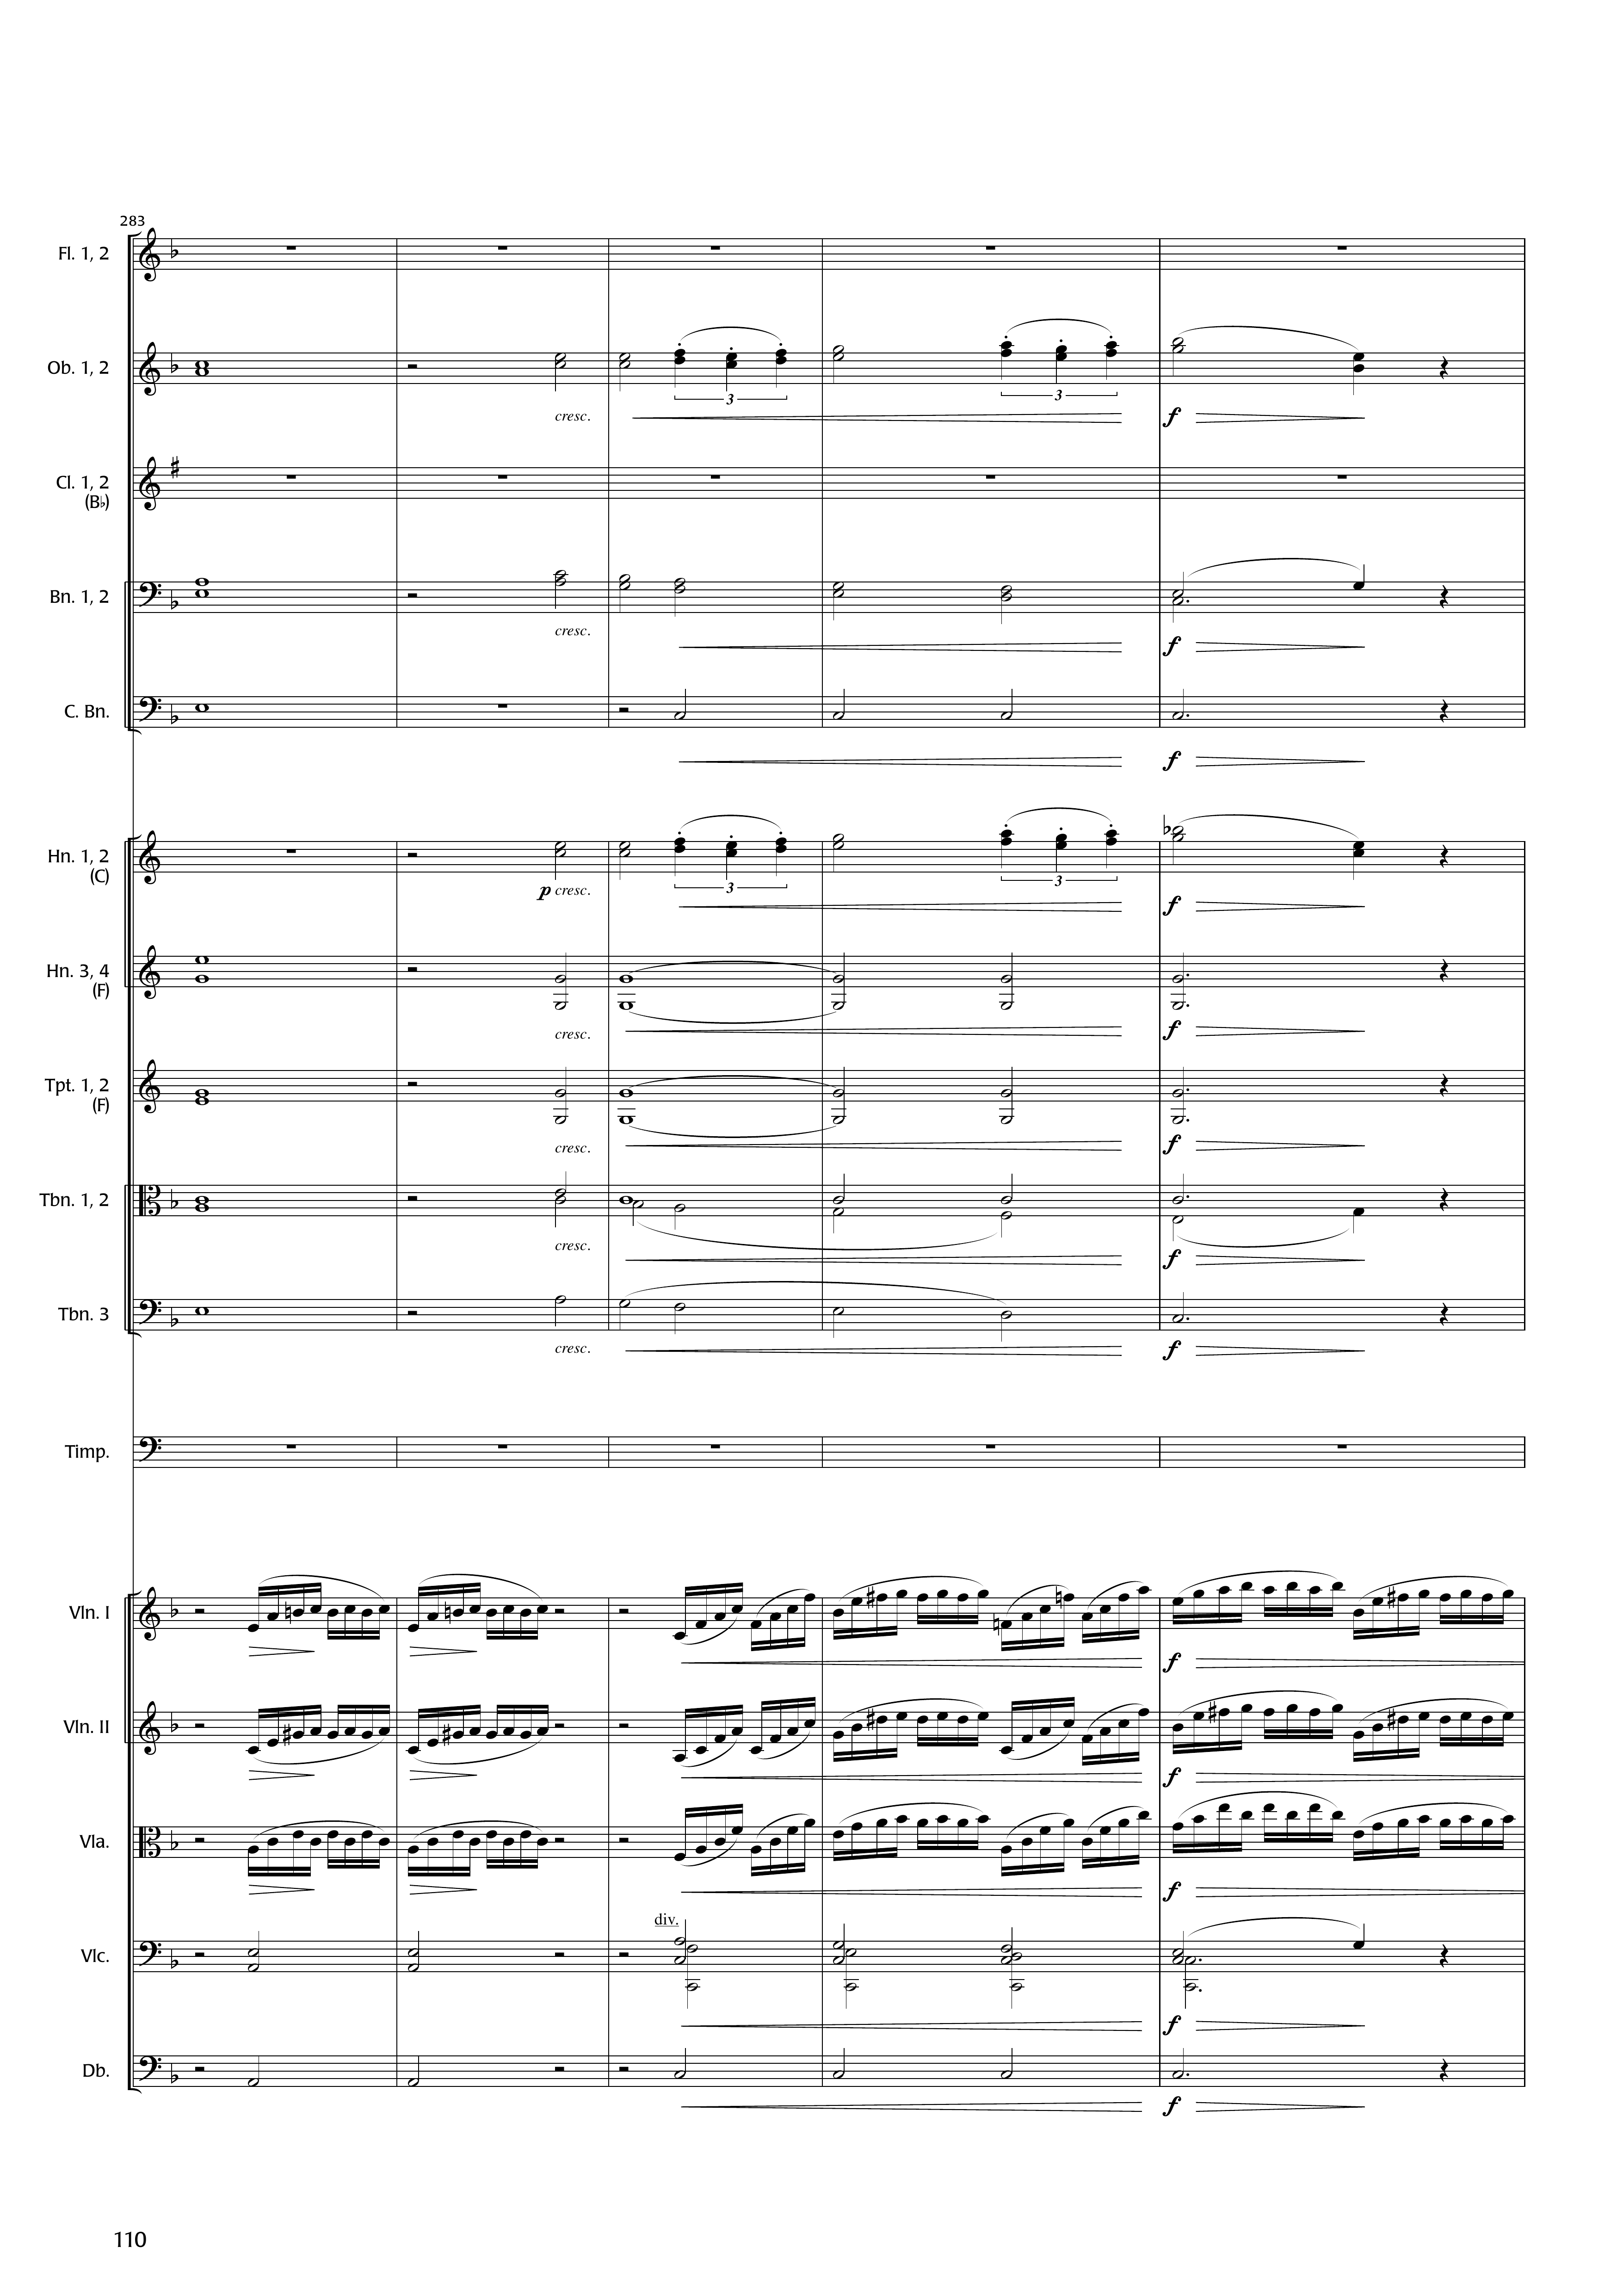 283
Fl. 1, 2
Ob. 1, 2
3
3
cresc.
f
Cl. 1, 2
(B♭)
Bn. 1, 2
cresc.
f
C. Bn.
f
Hn. 1, 2
(C)
3
3
p cresc.
f
Hn. 3, 4
(F)
cresc.
f
Tpt. 1, 2
(F)
cresc.
f
Tbn. 1, 2
cresc.
f
Tbn. 3
cresc.
f
Timp.
Vln. I
f
Vln. II
f
Vla.
f
div.
Vlc.
f
Db.
f
110